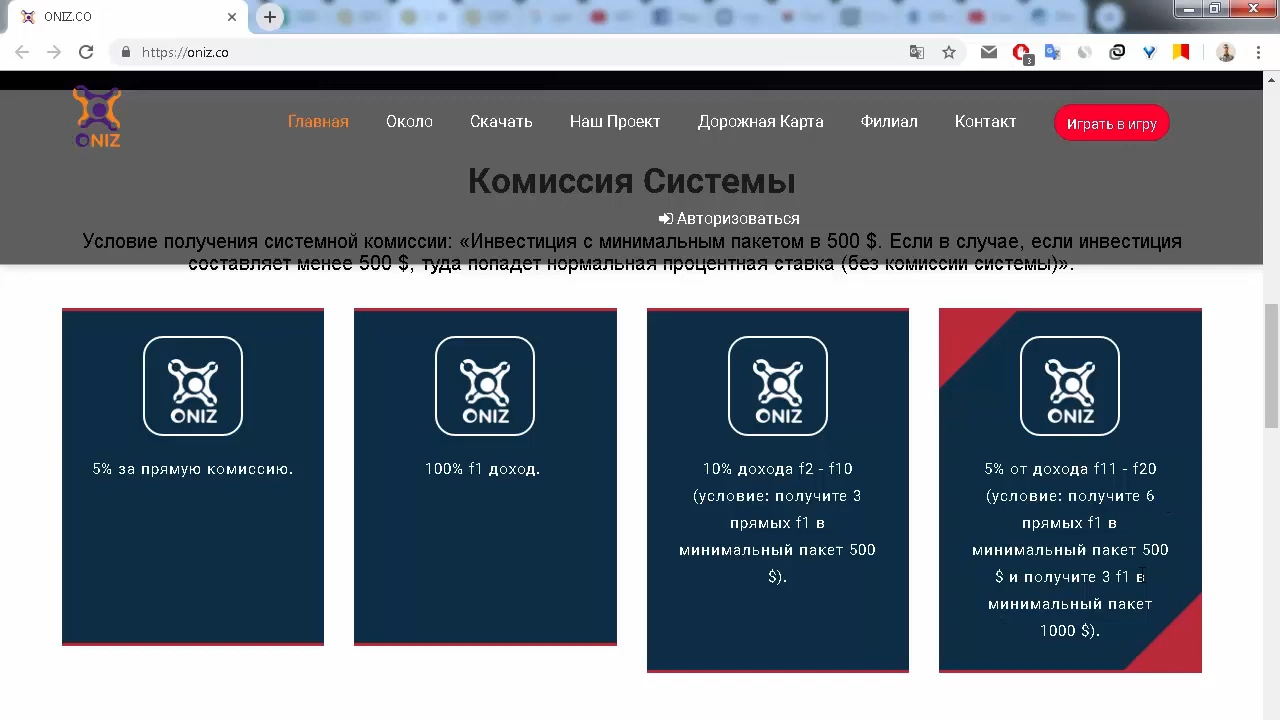 ONIZ.CO
https://oniz.co
3
ONIZ
Главная Около Скачать Наш Проект Дорожная Карта Филиал Контакт Играть в игру
Комиссия Системы
Авторизоваться
Условие получения системной комиссии: «Инвестиция с минимальным пакетом в 500 $. Если в случае, если инвестиция
составляет менее 500 $, туда попадет нормальная процентная ставка (без комиссии системы)».
ONIZ
5% за прямую комиссию.
ONIZ
100% f1 доход.
ONIZ
10% дохода f2 - f10
(условие: получите 3
прямых f1 в
минимальный пакет 500
$).
ONIZ
5% от дохода f11 - f20
(условие: получите 6
прямых f1 в
минимальный пакет 500
$ и получите 3 f1 в
минимальный пакет
1000 $).